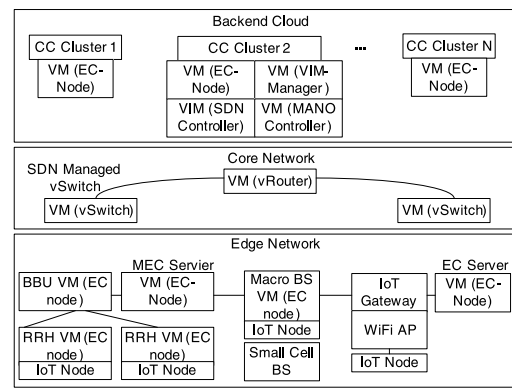 Backend Cloud
CC Cluster 1
VM (EC-
Node)
CC Cluster 2
VM (EC-
Node)
VM (VIM-
Manager)
VIM (SDN
Controller)
VM (MANO
Controller)
...
CC Cluster N
VM (EC-
Node)
Core Network
SDN Managed
vSwitch
VM (vRouter)
VM (vSwitch)
VM (vSwitch)
Edge Network
BBU VM (EC
node)
MEC Servier
VM (EC-
Node)
Macro BS
VM (EC
node)
IoT Node
Small Cell
BS
IoT
Gateway
WiFi AP
IoT Node
EC Server
VM (EC-
Node)
RRH VM (EC
node)
IoT Node
RRH VM (EC
node)
IoT Node